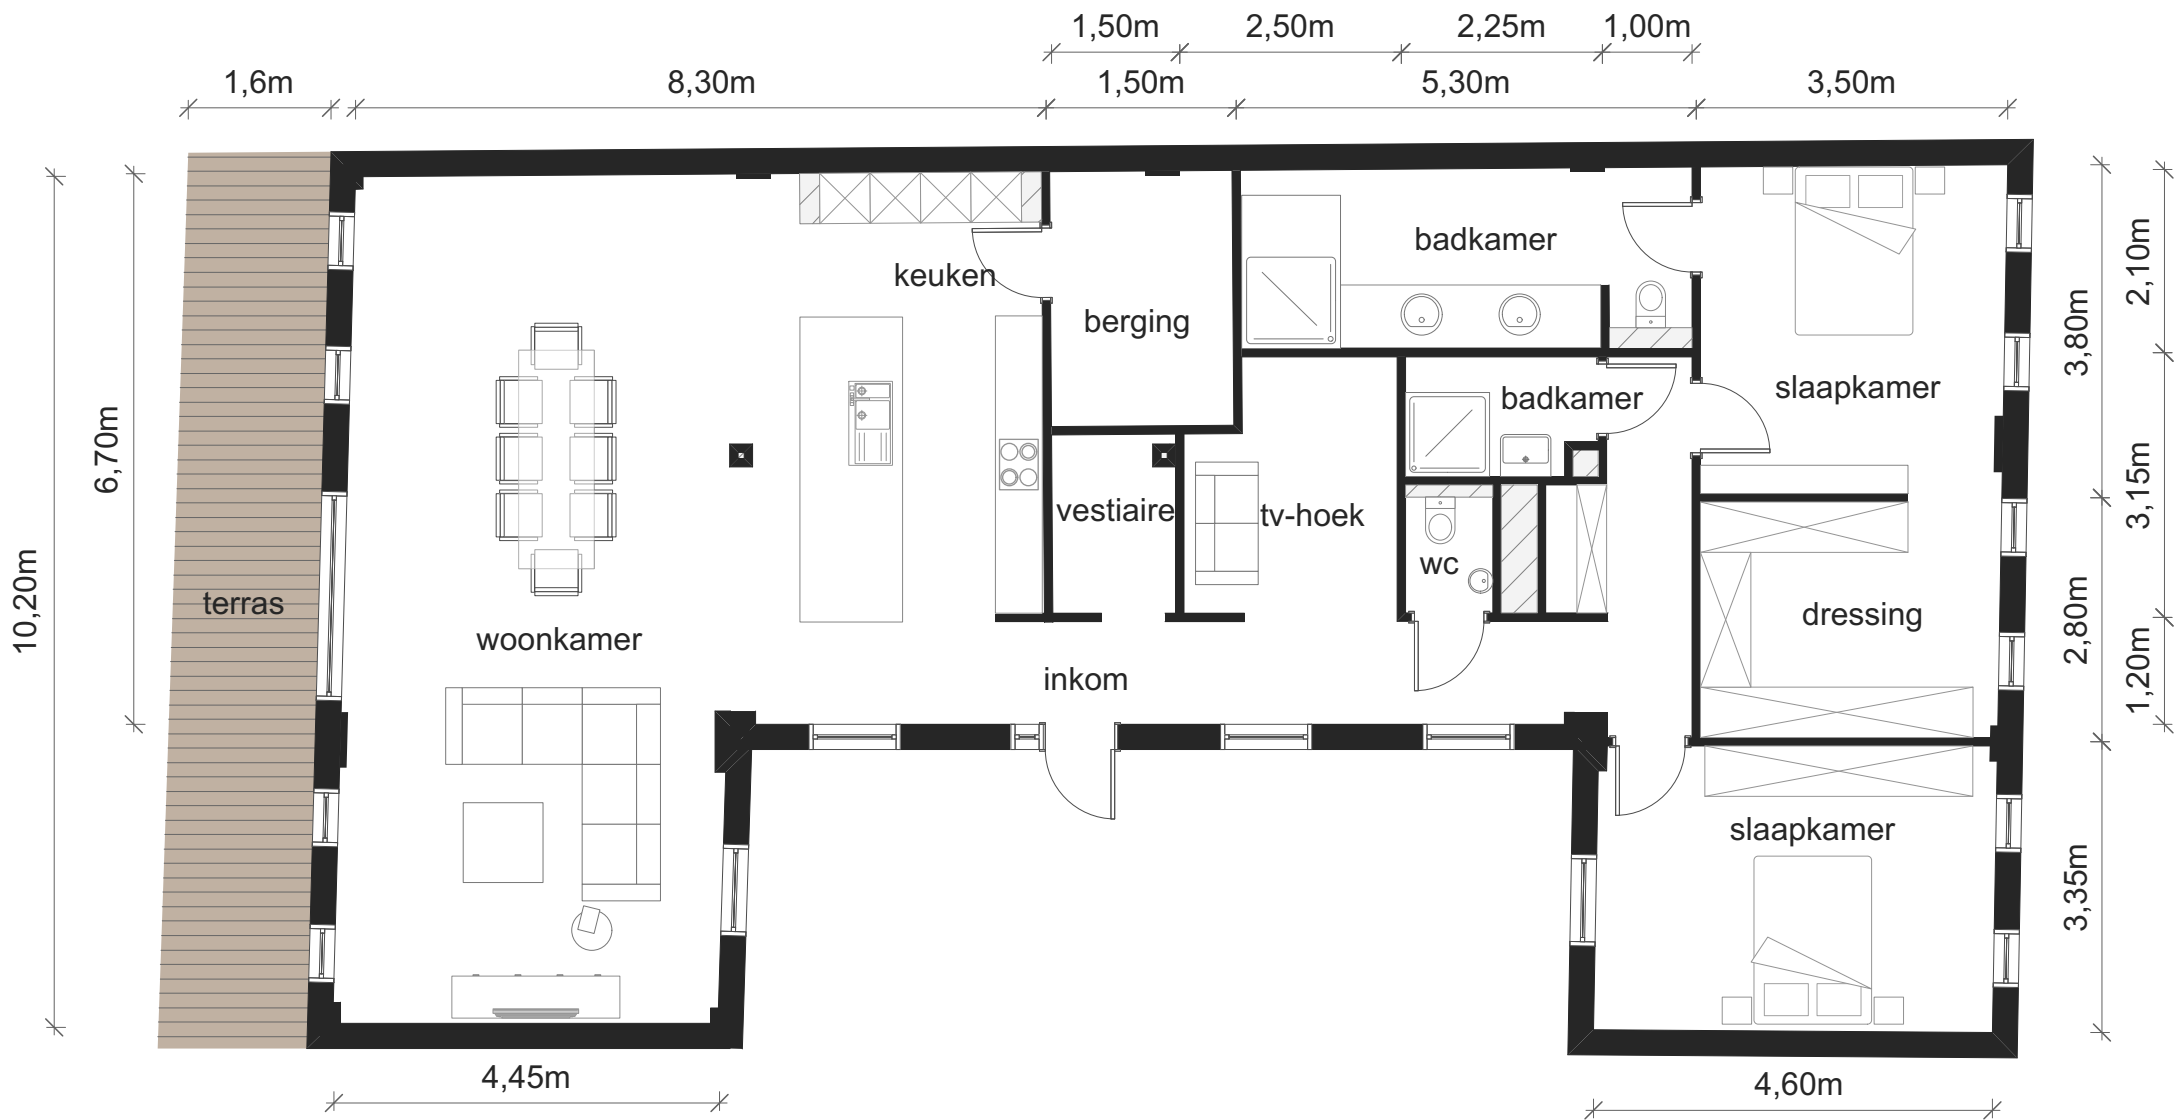 1,50m
2,50m
2,25m
1,00m
1,6m
8,30m
1,50m
5,30m
3,50m
badkamer
keuken
berging
2,10m
3,80m
slaapkamer
badkamer
6,70m
vestiaire
tv-hoek
3,15m
wc
10,20m
terras
woonkamer
dressing
2,80m
inkom
1,20m
slaapkamer
3,35m
4,45m
4,60m